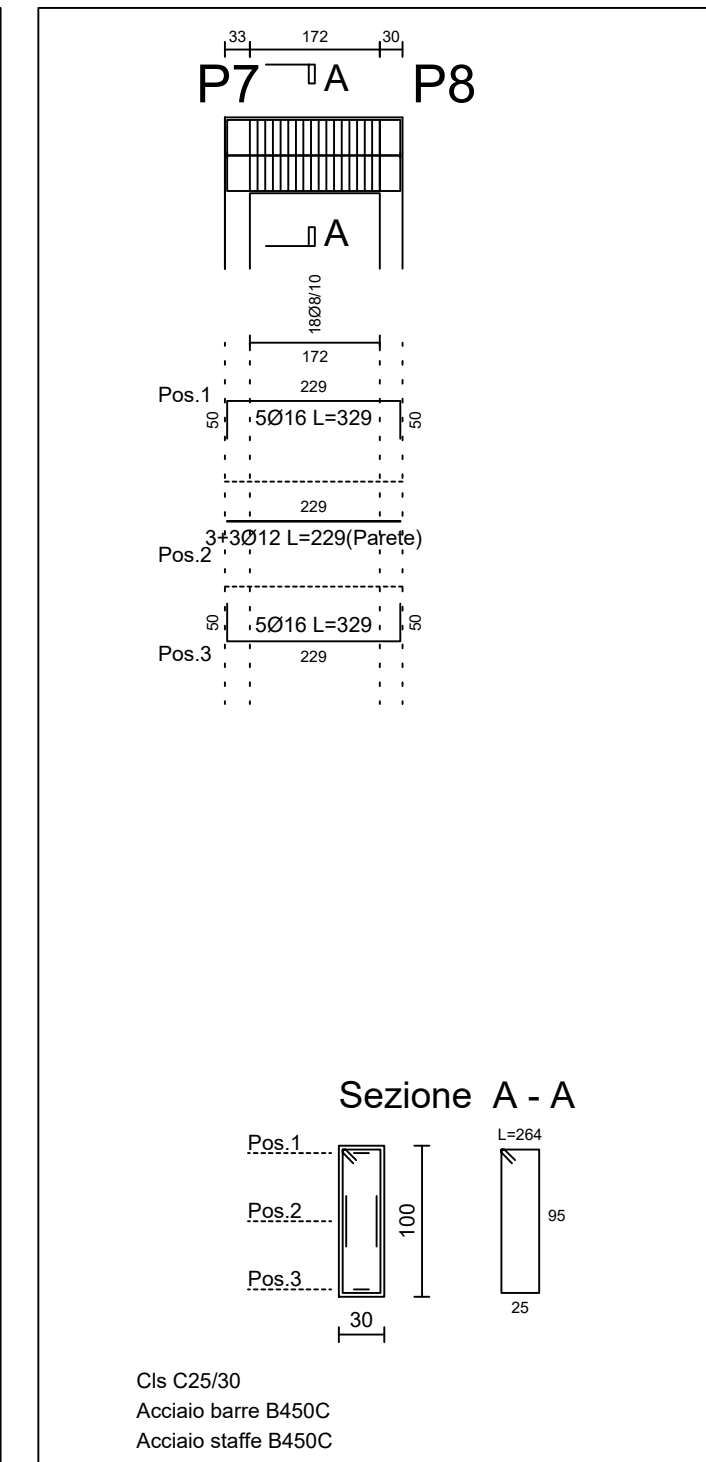 33 172 30
P7 A P8
A
18Ø8/10
172
229
Pos.1
50 5Ø16 L=329 50
229
3+3Ø12 L=229(Parete)
Pos.2
50 5Ø16 L=329 50
Pos.3 229
Sezione A - A
L=264
Pos.1
Pos.2
Pos.3
100
95
25
30
Cls C25/30
Acciaio barre B450C
Acciaio staffe B450C